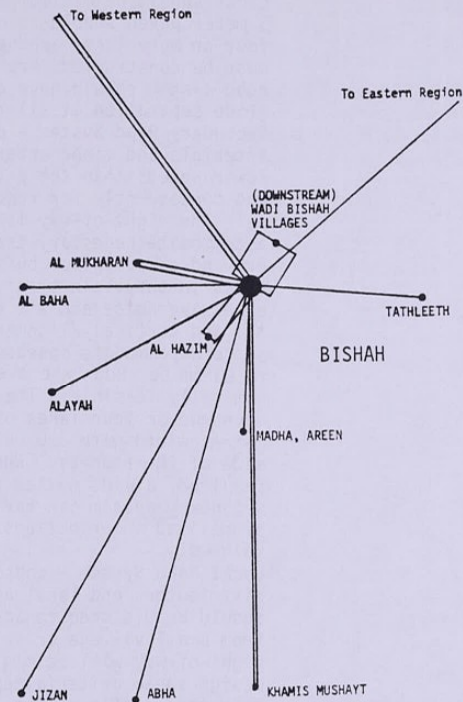 To Western Region
To Eastern Region
(DOWNSTREAM)
WADI BISHAH
VILLAGES
AL MUKHARAN
AL BAHA
TATHLEETH
AL HAZIM
BISHAH
ALAYAH
MADHA, AREEN
JIZAN
ABHA
KHAMIS MUSHAYT